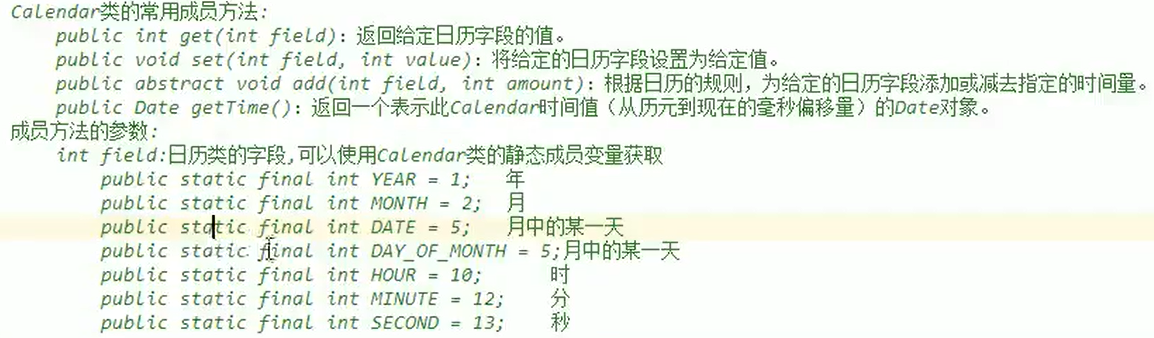 Calendar类的常用成员方法:
public int get(int field)：返回给定日历字段的值。
public void set(int field, int value)：将给定的日历字段设置为给定值。
public abstract void add(int field, int amount)：根据日历的规则，为给定的日历字段添加或减去指定的时间量。
public Date getTime()：返回一个表示此Calendar时间值（从历元到现在的毫秒偏移量）的Date对象。
成员方法的参数:
int field:日历类的字段,可以使用Calendar类的静态成员变量获取
public static final int YEAR = 1; 年
public static final int MONTH = 2; 月
public static final int DATE = 5; 月中的某一天
public static final int DAY_OF_MONTH = 5;月中的某一天
public static final int HOUR = 10; 时
public static final int MINUTE = 12; 分
public static final int SECOND = 13; 秒